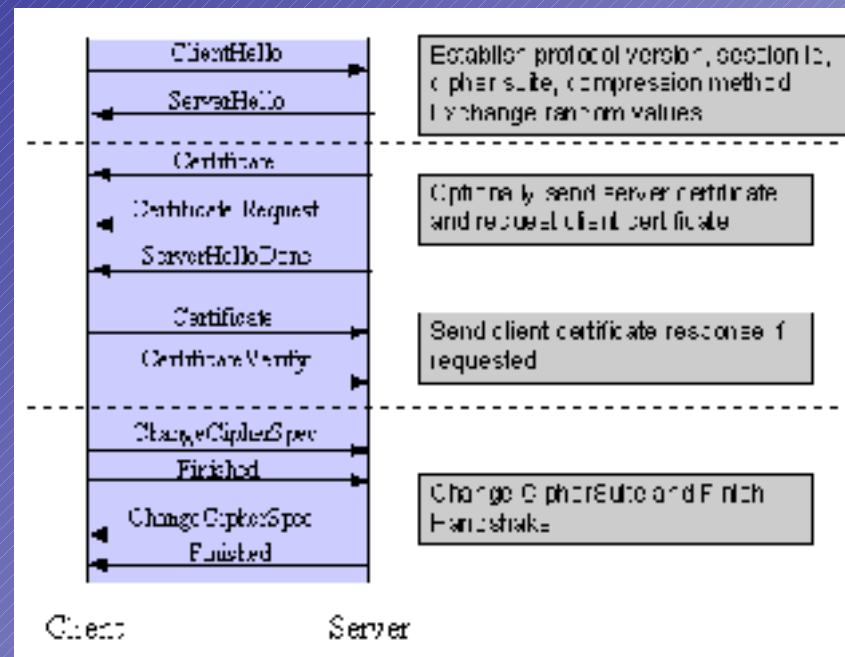 ClientHello
Establish protocol version, session id,
cipher suite, compression method
Exchange random values
ServerHello
Certificate
Optionally send server certificate
and request client certificate
Certificate Request
ServerHelloDone
Certificate
Send client certificate response if
requested
CertificateVerify
ChangeCipherSpec
Finished
Change CipherSuite and Finish
Handshake
ChangeCipherSpec
Finished
Client
Server